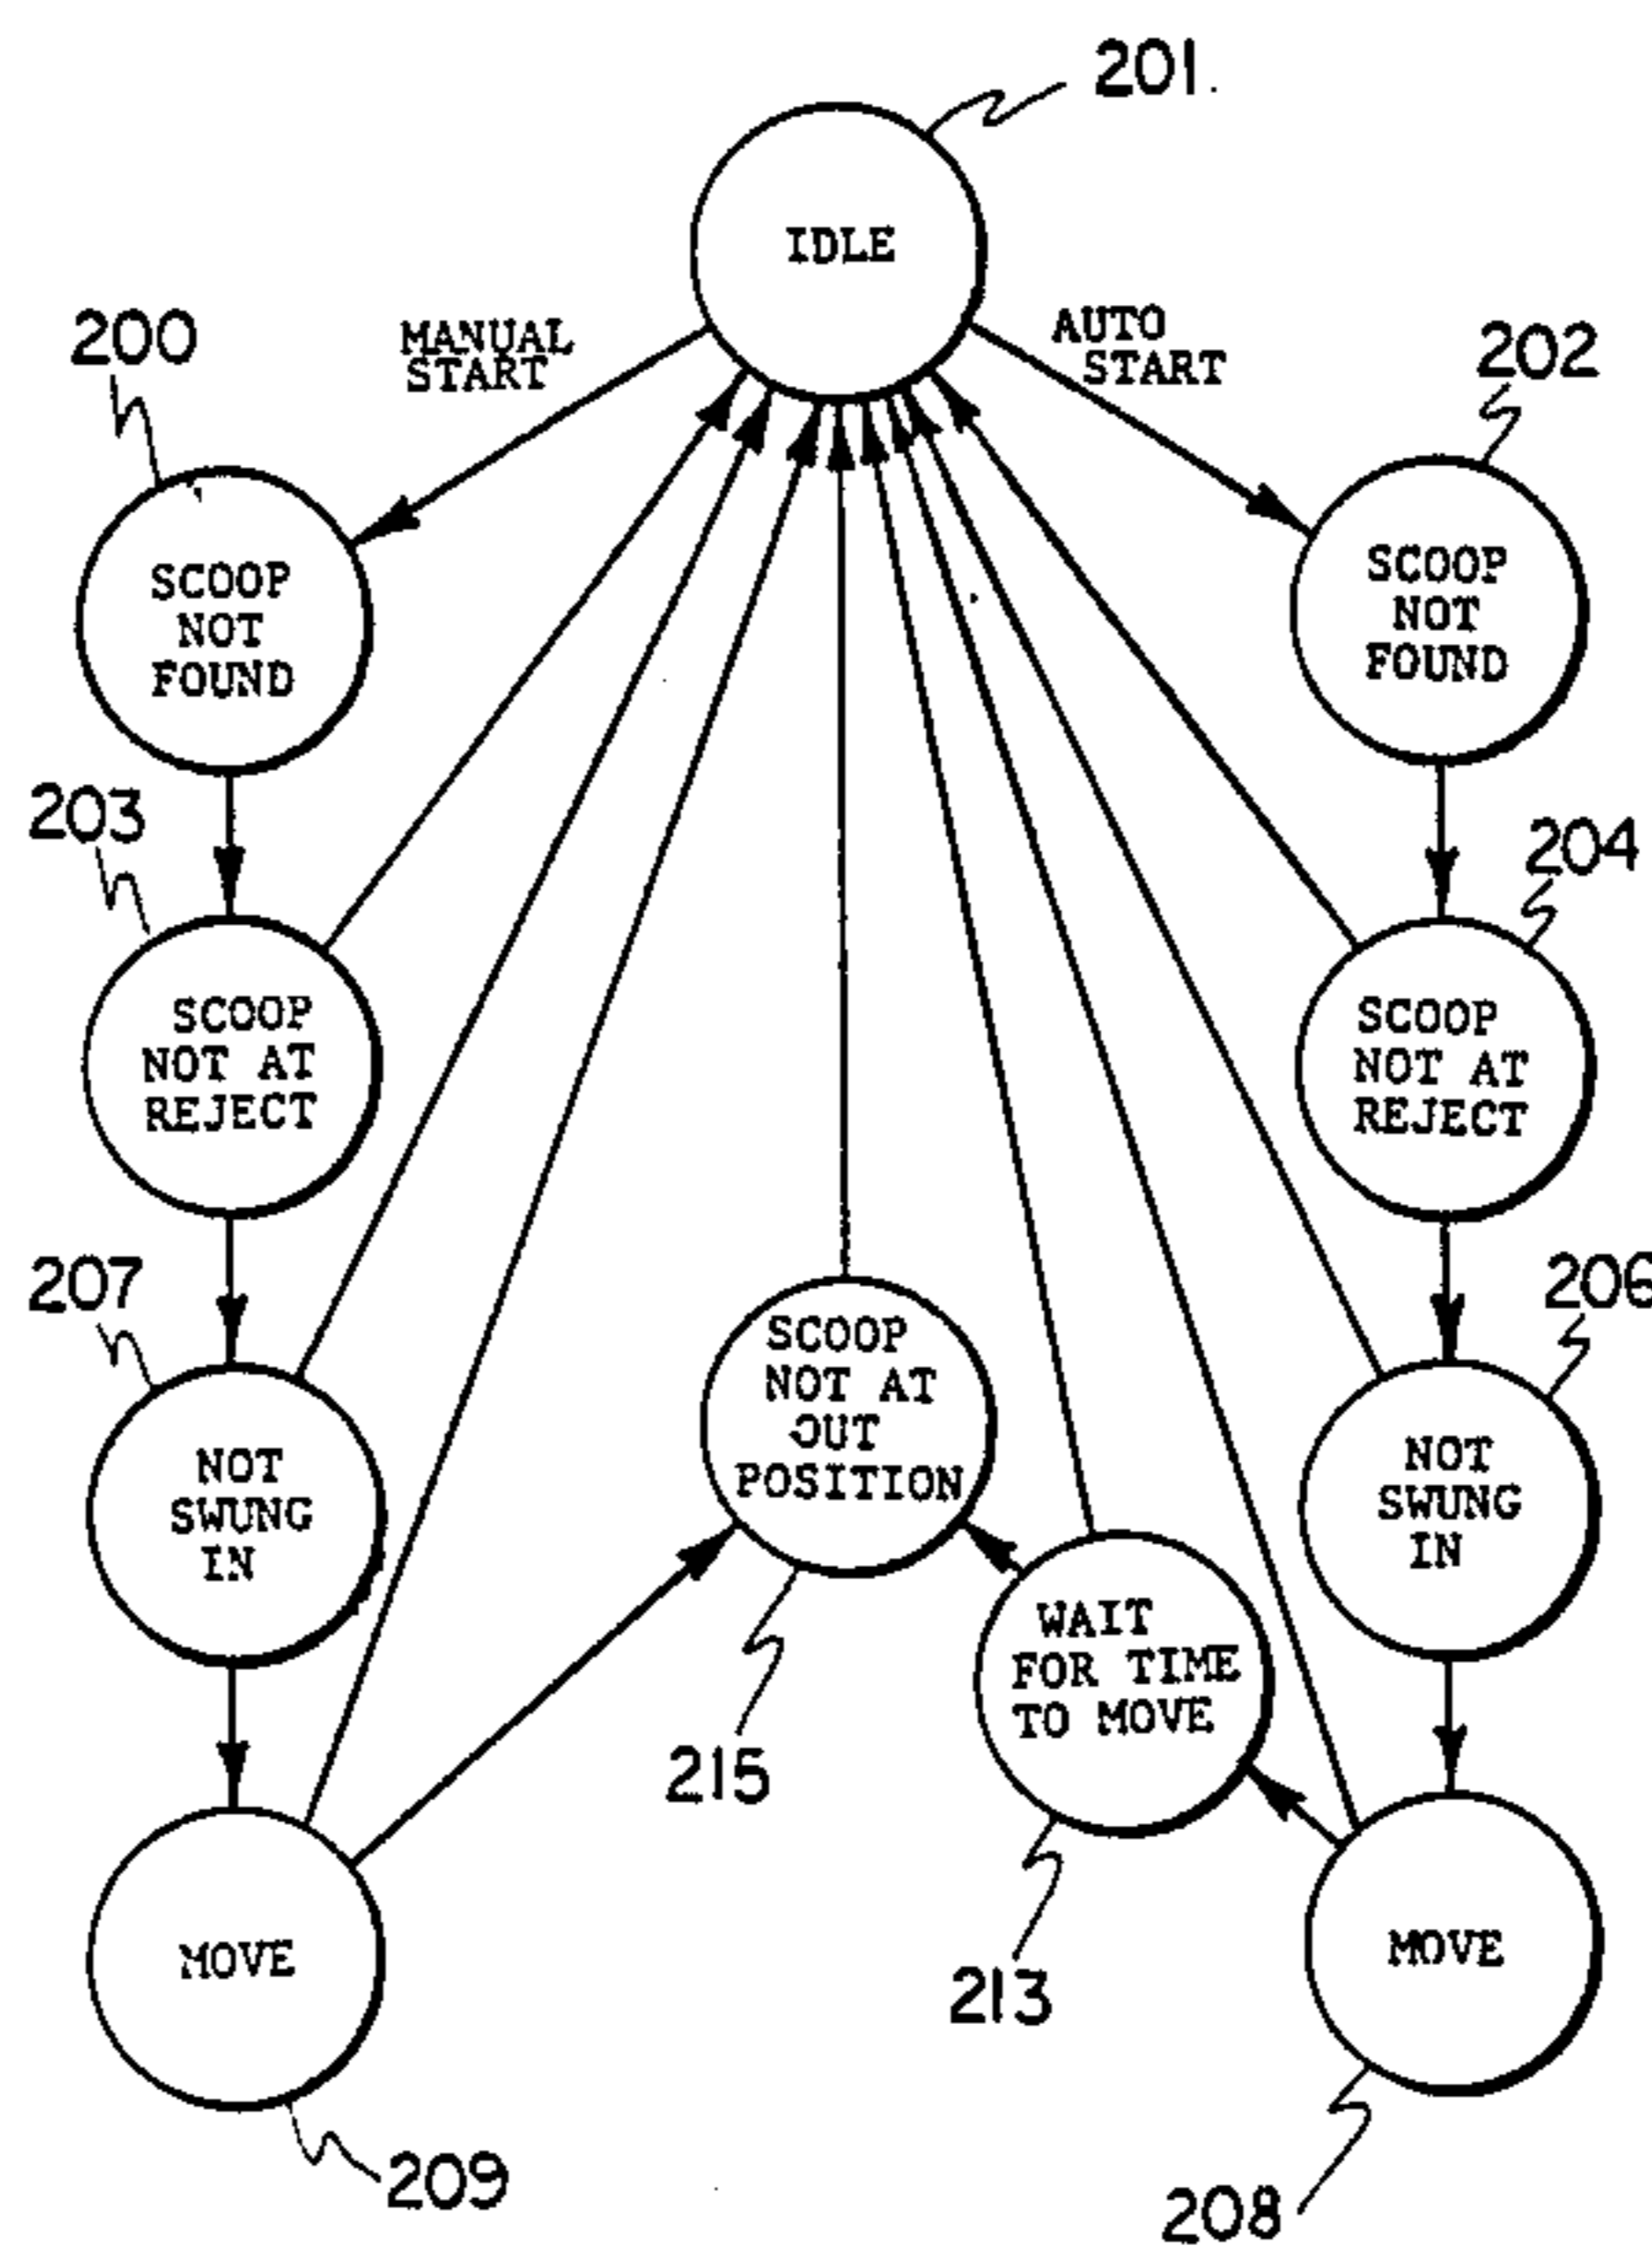 201.
IDLE
MANUAL
START
AUTO
START
200
202
SCOOP
NOT
FOUND
SCOOP
NOT
FOUND
203
204
SCOOP
NOT AT
REJECT
SCOOP
NOT AT
REJECT
207
206
SCOOP
NOT AT
OUT
POSITION
NOT
SWUNG
IN
NOT
SWUNG
IN
WAIT
FOR TIME
TO MOVE
215
213
MOVE
MOVE
209
208